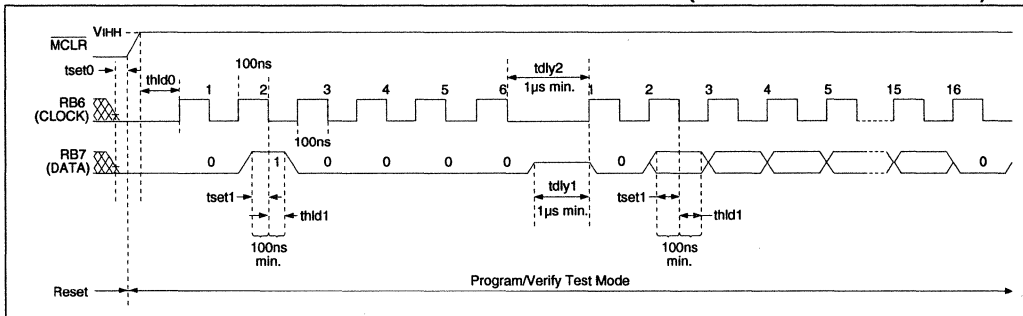 VIHH
MCLR
tset0
thld0
100ns
tdly2
1µs min.
1 2 3 4 5 6 1 2 3 4 5 15 16
RB6
(CLOCK)
100ns
RB7
(DATA)
0 1 0 0 0 0 0 0
tdly1
1µs min.
tset1
thld1
100ns
min.
tset1
thld1
100ns
min.
Reset
Program/Verify Test Mode